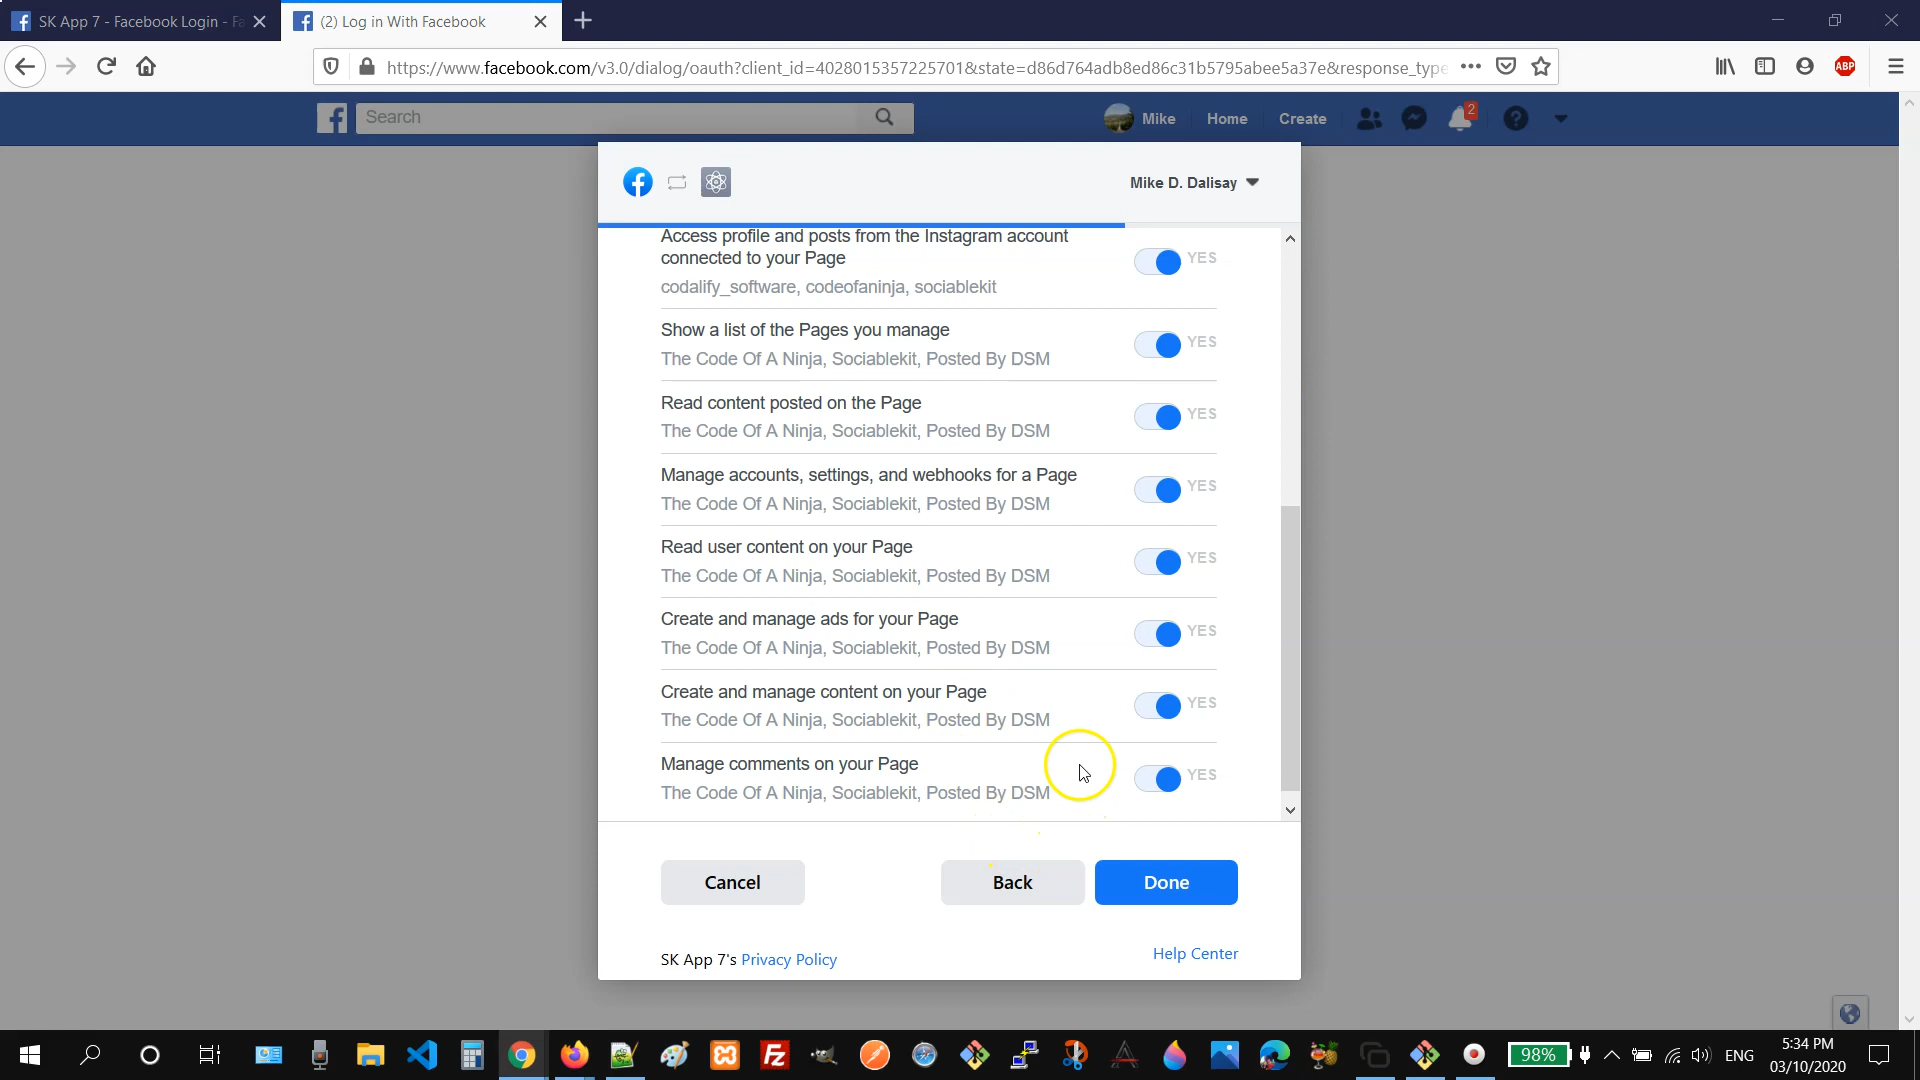 SK App 7 - Facebook Login - Fa
(2) Log in With Facebook
https://www.facebook.com/v3.0/dialog/oauth?client_id=4028015357225701&state=d86d764adb8ed86c31b5795abee5a37e&response_type
ABP
Search
Mike
Home
Create
2
Mike D. Dalisay
Access profile and posts from the Instagram account
connected to your Page
YES
codalify_software, codeofaninja, sociablekit
Show a list of the Pages you manage
YES
The Code Of A Ninja, Sociablekit, Posted By DSM
Read content posted on the Page
YES
The Code Of A Ninja, Sociablekit, Posted By DSM
Manage accounts, settings, and webhooks for a Page
YES
The Code Of A Ninja, Sociablekit, Posted By DSM
Read user content on your Page
YES
The Code Of A Ninja, Sociablekit, Posted By DSM
Create and manage ads for your Page
YES
The Code Of A Ninja, Sociablekit, Posted By DSM
Create and manage content on your Page
YES
The Code Of A Ninja, Sociablekit, Posted By DSM
Manage comments on your Page
YES
The Code Of A Ninja, Sociablekit, Posted By DSM
Cancel
Back
Done
SK App 7's Privacy Policy
Help Center
98%
ENG
5:34 PM
03/10/2020